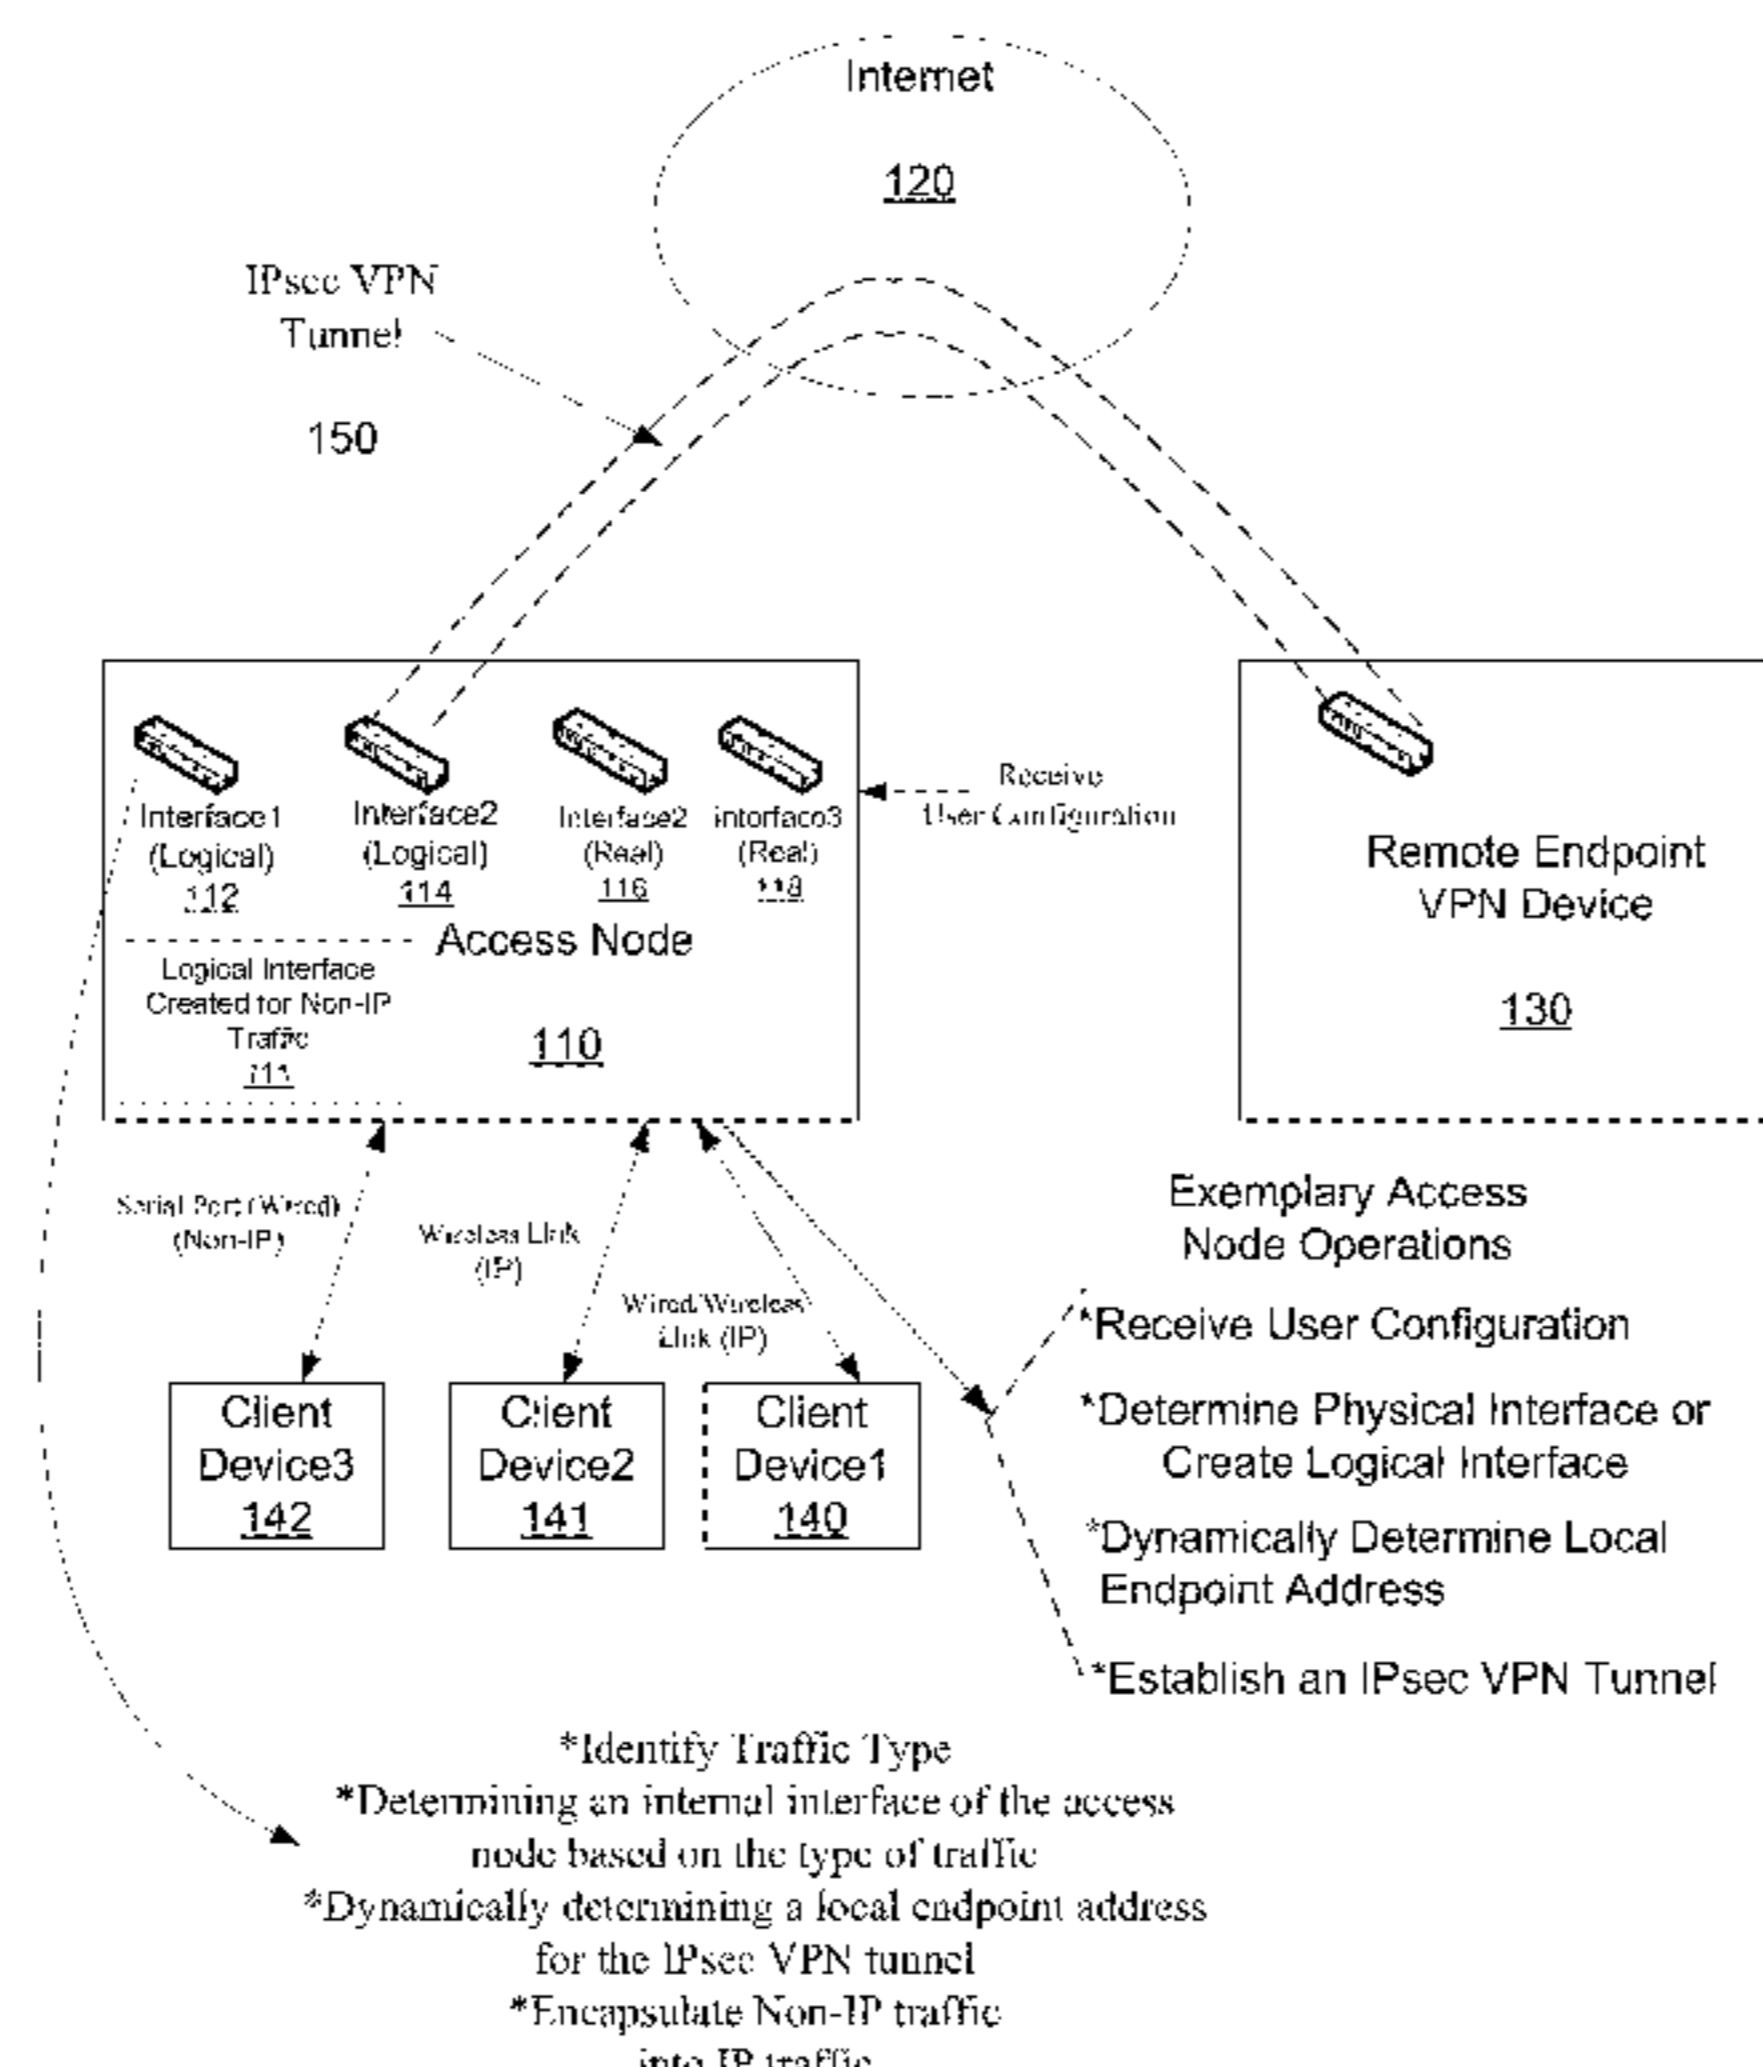 Internet
120
IPsec VPN
Tunnel
150
Interface1
(Logical)
112
Interface2
(Logical)
114
Interface2
(Real)
116
interface3
(Real)
118
Receive
User Configuration
Access Node
110
Logical Interface
Created for Non-IP
Traffic
111
Remote Endpoint
VPN Device
130
Serial Port (Wired)
(Non-IP)
Wireless Link
(IP)
Wired/Wireless
Link (IP)
Client
Device3
142
Client
Device2
141
Client
Device1
140
Exemplary Access
Node Operations
*Receive User Configuration
*Determine Physical Interface or
Create Logical Interface
*Dynamically Determine Local
Endpoint Address
*Establish an IPsec VPN Tunnel
*Identify Traffic Type
*Determining an internal interface of the access
node based on the type of traffic
*Dynamically determining a local endpoint address
for the IPsec VPN tunnel
*Encapsulate Non-IP traffic
into IP traffic